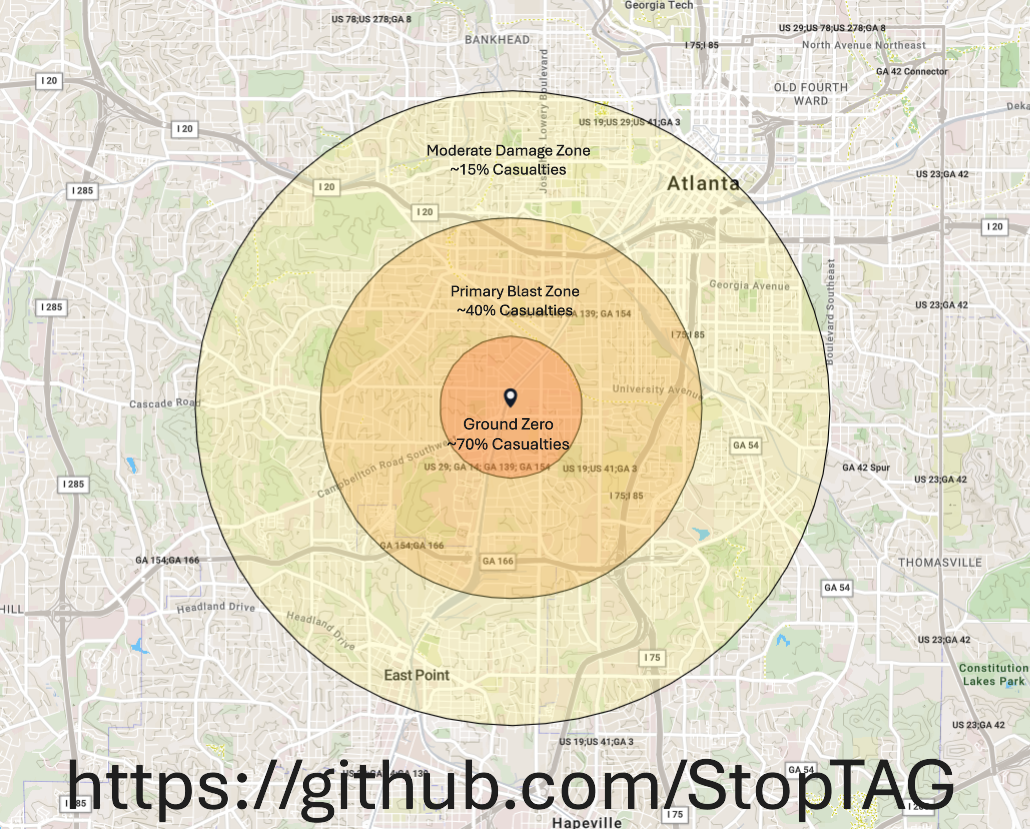 Georgia Tech
US 78;US 278;GA 8
US 29;US 78;US 278;GA 8
BANKHEAD
I 75;I 85
North Avenue Northeast
GA 42 Connector
I 20
OLD FOURTH
WARD
I 20
US 19;US 29;US 41;GA 3
Lowery Boulevard
Moderate Damage Zone
~15% Casualties
US 23;GA 42
Atlanta
I 285
I 20
I 20
I 20
Georgia Avenue
Primary Blast Zone
~40% Casualties
139; GA 154
I 285
US 23;GA 42
Boulevard Southeast
I 75;I 85
University Avenue
Cascade Road
Ground Zero
~70% Casualties
GA 54
Campbellton Road Southwe
US 29; GA 14; GA 139; GA 154
US 19;US 41;GA 3
GA 42 Spur
US 23;GA 42
I 285
I 75;I 85
GA 154;GA 166
GA 154;GA 166
GA 166
THOMASVILLE
GA 54
HILL
Headland Drive
Headland Drive
US 23;GA 42
I 75
East Point
Constitution
Lakes Park
US 23;GA 42
US 19;US 41;GA 3
GA 54
https://github.com/StopTAG
I 75
Hapeville